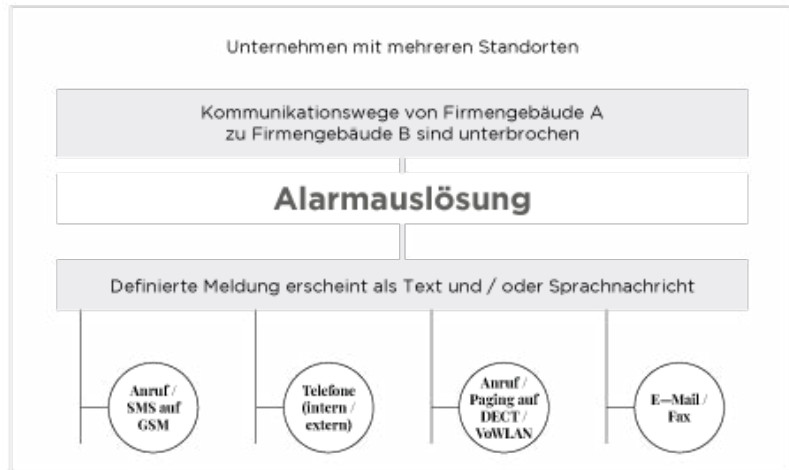 Unternehmen mit mehreren Standorten
Kommunikationswege von Firmengebäude A
zu Firmengebäude B sind unterbrochen
Alarmauslösung
Definierte Meldung erscheint als Text und / oder Sprachnachricht
Anruf /
SMS auf
GSM
Telefone
(intern /
extern)
Anruf /
Paging auf
DECT /
VoWLAN
E—Mail /
Fax